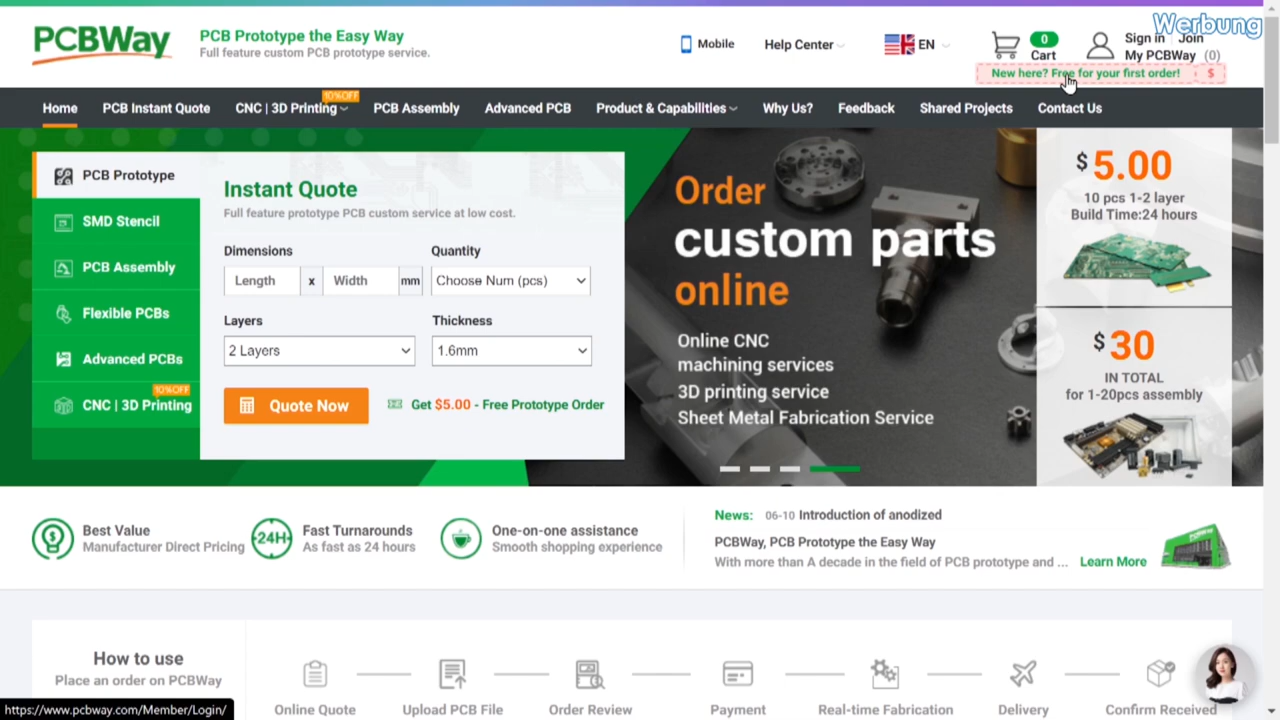 Werbung
PCBWay
PCB Prototype the Easy Way
Full feature custom PCB prototype service.
Mobile
Help Center
EN
0
Cart
Sign in Join
My PCBWay (0)
New here? Free for your first order! $
Home
PCB Instant Quote
CNC | 3D Printing
10%OFF
PCB Assembly
Advanced PCB
Product & Capabilities
Why Us?
Feedback
Shared Projects
Contact Us
PCB Prototype
SMD Stencil
PCB Assembly
Flexible PCBs
Advanced PCBs
10%OFF
CNC | 3D Printing
Instant Quote
Full feature prototype PCB custom service at low cost.
Dimensions
Length x Width mm
Quantity
Choose Num (pcs)
Layers
2 Layers
Thickness
1.6mm
Quote Now
Get $5.00 - Free Prototype Order
Order
custom parts
online
Online CNC
machining services
3D printing service
Sheet Metal Fabrication Service
$ 5.00
10 pcs 1-2 layer
Build Time:24 hours
$ 30
IN TOTAL
for 1-20pcs assembly
Best Value
Manufacturer Direct Pricing
24H
Fast Turnarounds
As fast as 24 hours
One-on-one assistance
Smooth shopping experience
News: 06-10 Introduction of anodized
PCBWay, PCB Prototype the Easy Way
With more than A decade in the field of PCB prototype and ...
Learn More
How to use
Place an order on PCBWay
Online Quote
Upload PCB File
Order Review
Payment
Real-time Fabrication
Delivery
Confirm Received
https://www.pcbway.com/Member/Login/